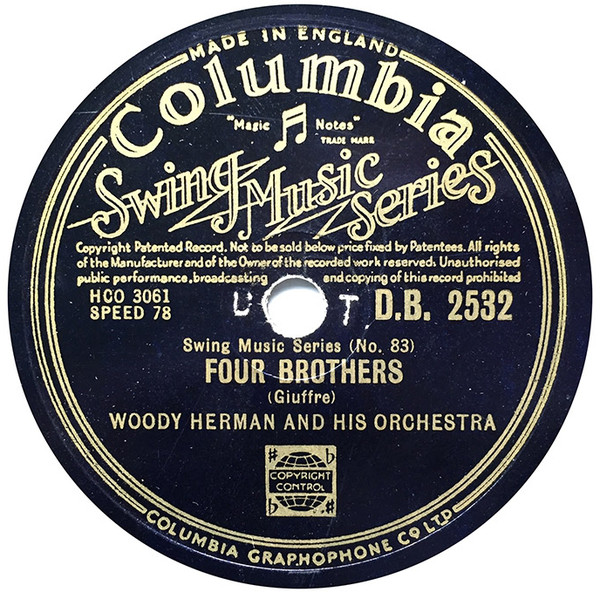 MADE IN ENGLAND
Columbia
"Magic Notes"
TRADE MARK
Swing Music Series
Copyright Patented Record. Not to be sold below price fixed by Patentees. All rights
of the Manufacturer and of the Owner of the recorded work reserved. Unauthorised
public performance, broadcasting and copying of this record prohibited
HCO 3061
SPEED 78
T
D.B. 2532
Swing Music Series (No. 83)
FOUR BROTHERS
(Giuffre)
WOODY HERMAN AND HIS ORCHESTRA
COPYRIGHT
CONTROL
COLUMBIA GRAPHOPHONE CO LTD